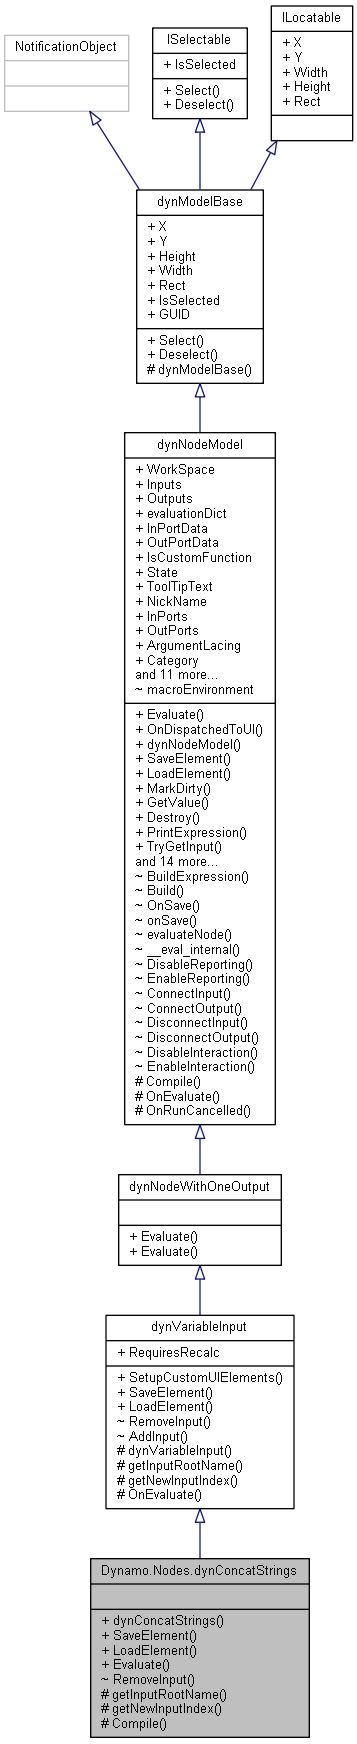 NotificationObject
ISelectable
+ IsSelected
+ Select()
+ Deselect()
ILocatable
+ X
+ Y
+ Width
+ Height
+ Rect
dynModelBase
+ X
+ Y
+ Height
+ Width
+ Rect
+ IsSelected
+ GUID
+ Select()
+ Deselect()
# dynModelBase()
dynNodeModel
+ WorkSpace
+ Inputs
+ Outputs
+ evaluationDict
+ InPortData
+ OutPortData
+ IsCustomFunction
+ State
+ ToolTipText
+ NickName
+ InPorts
+ OutPorts
+ ArgumentLacing
+ Category
and 11 more...
~ macroEnvironment
+ Evaluate()
+ OnDispatchedToUI()
+ dynNodeModel()
+ SaveElement()
+ LoadElement()
+ MarkDirty()
+ GetValue()
+ Destroy()
+ PrintExpression()
+ TryGetInput()
and 14 more...
~ BuildExpression()
~ Build()
~ OnSave()
~ onSave()
~ evaluateNode()
~ __eval_internal()
~ DisableReporting()
~ EnableReporting()
~ ConnectInput()
~ ConnectOutput()
~ DisconnectInput()
~ DisconnectOutput()
~ DisableInteraction()
~ EnableInteraction()
# Compile()
# OnEvaluate()
# OnRunCancelled()
dynNodeWithOneOutput
+ Evaluate()
+ Evaluate()
dynVariableInput
+ RequiresRecalc
+ SetupCustomUIElements()
+ SaveElement()
+ LoadElement()
~ RemoveInput()
~ AddInput()
# dynVariableInput()
# getInputRootName()
# getNewInputIndex()
# OnEvaluate()
Dynamo.Nodes.dynConcatStrings
+ dynConcatStrings()
+ SaveElement()
+ LoadElement()
+ Evaluate()
~ RemoveInput()
# getInputRootName()
# getNewInputIndex()
# Compile()